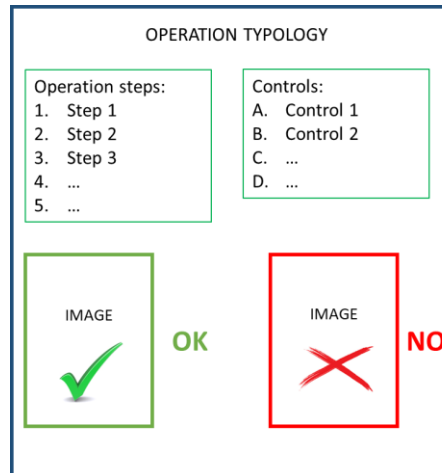 OPERATION TYPOLOGY
Operation steps:
1. Step 1
2. Step 2
3. Step 3
4. ...
5. ...
Controls:
A. Control 1
B. Control 2
C. ...
D. ...
IMAGE
OK
IMAGE
NO